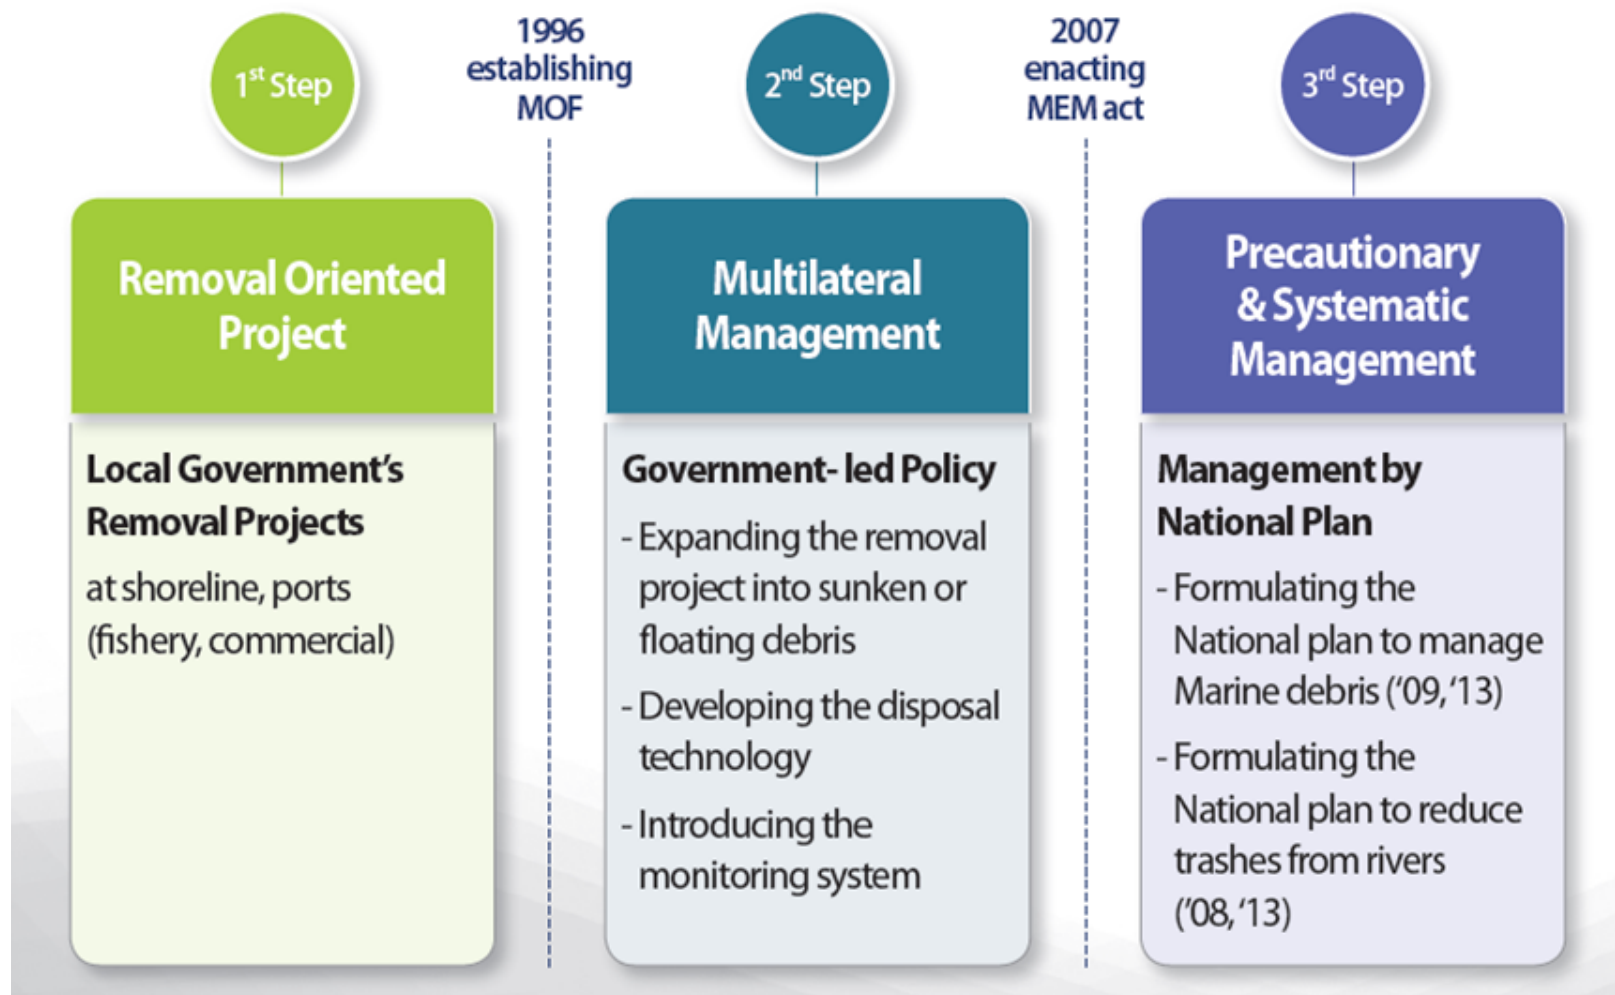 1st Step
Removal Oriented
Project
Local Government's
Removal Projects
at shoreline, ports
(fishery, commercial)
1996
establishing
MOF
2nd Step
Multilateral
Management
Government- led Policy
- Expanding the removal
project into sunken or
floating debris
- Developing the disposal
technology
- Introducing the
monitoring system
2007
enacting
MEM act
3rd Step
Precautionary
& Systematic
Management
Management by
National Plan
- Formulating the
National plan to manage
Marine debris ('09, '13)
- Formulating the
National plan to reduce
trashes from rivers
('08, '13)